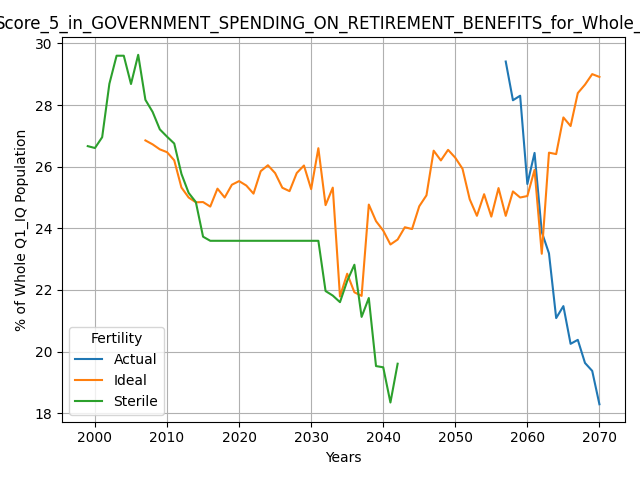 Score_5_in_GOVERNMENT_SPENDING_ON_RETIREMENT_BENEFITS_for_Whole_
30
28
26
24
22
20
18
% of Whole Q1_IQ Population
Fertility
Actual
Ideal
Sterile
2000 2010 2020 2030 2040 2050 2060 2070
Years